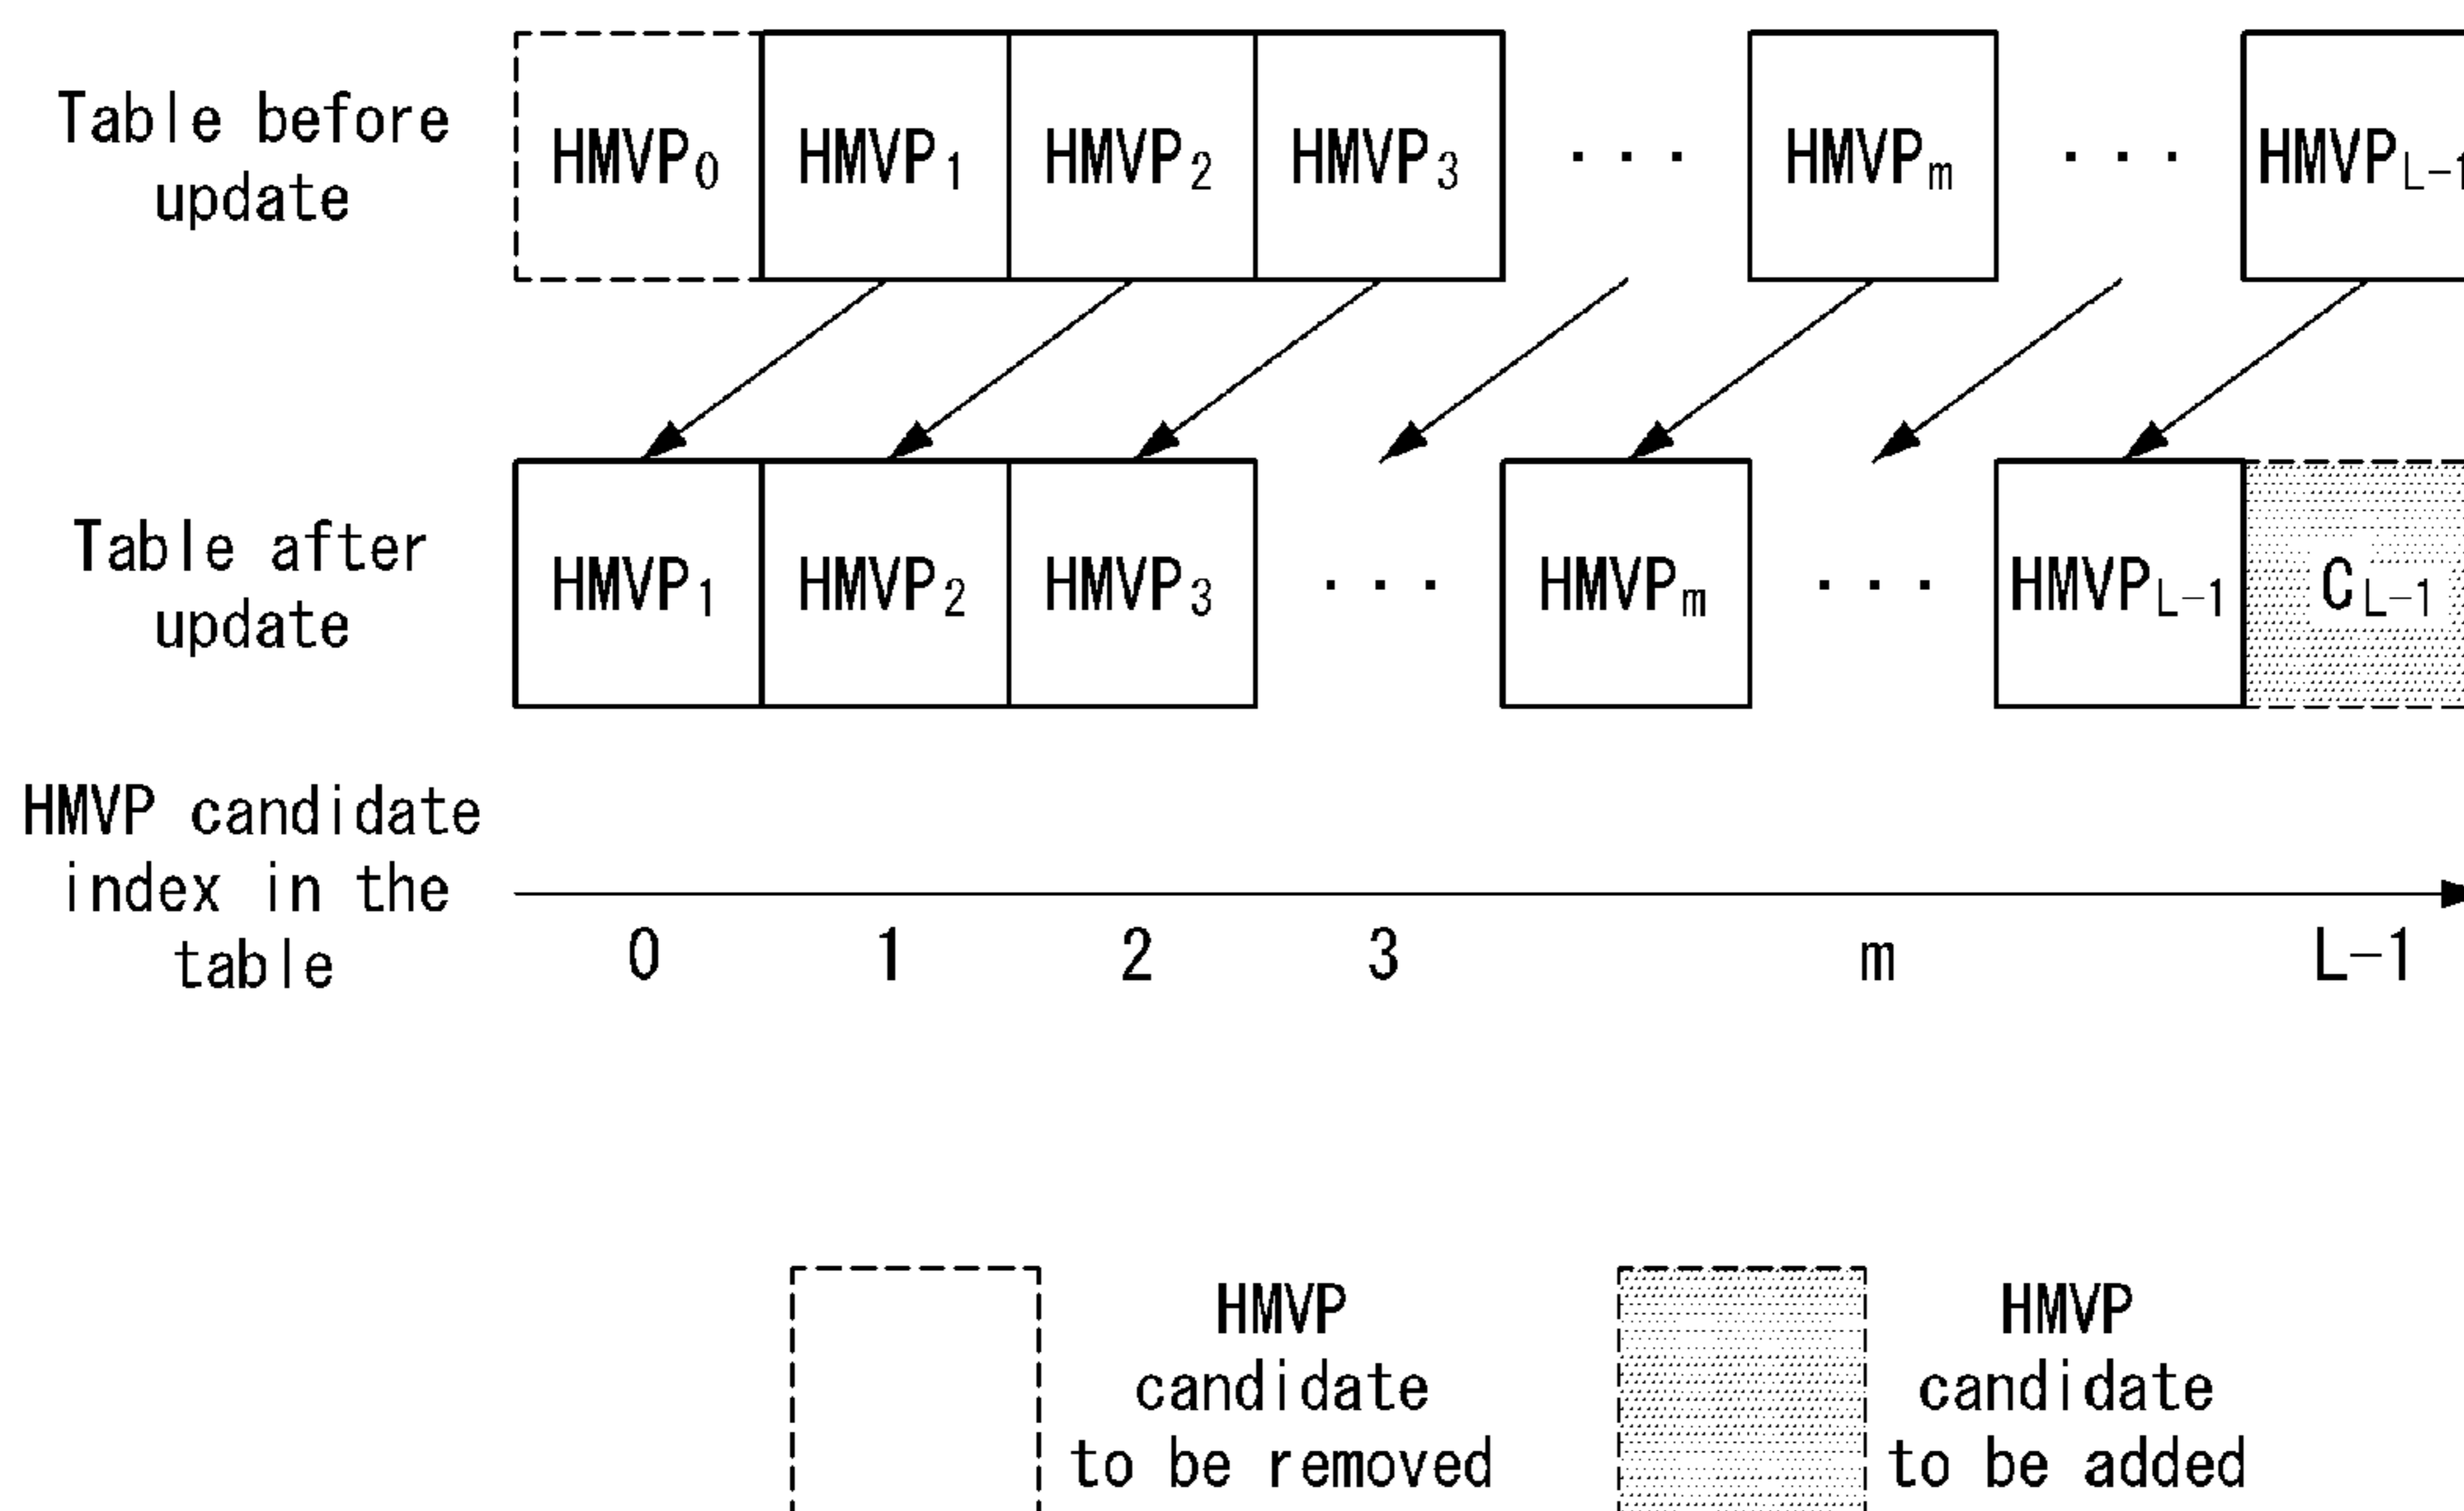 Table before
update
HMVP0 HMVP1 HMVP2 HMVP3 ... HMVPm ... HMVPL-1
Table after
update
HMVP1 HMVP2 HMVP3 ... HMVPm ... HMVPL-1 CL-1
HMVP candidate
index in the
table
0 1 2 3 m L-1
HMVP
candidate
to be removed
HMVP
candidate
to be added